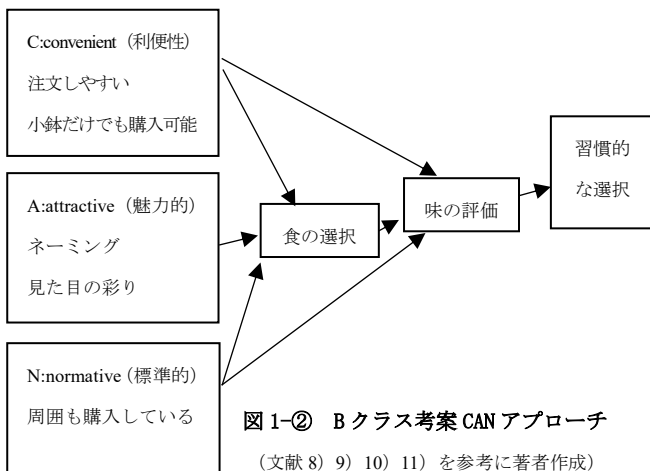 C:convenient（利便性）
注文しやすい
小鉢だけでも購入可能
A:attractive（魅力的）
ネーミング
見た目の彩り
N:normative（標準的）
周囲も購入している
食の選択
味の評価
習慣的
な選択
図 1-②　B クラス考案 CAN アプローチ
（文献 8）9）10）11）を参考に著者作成）